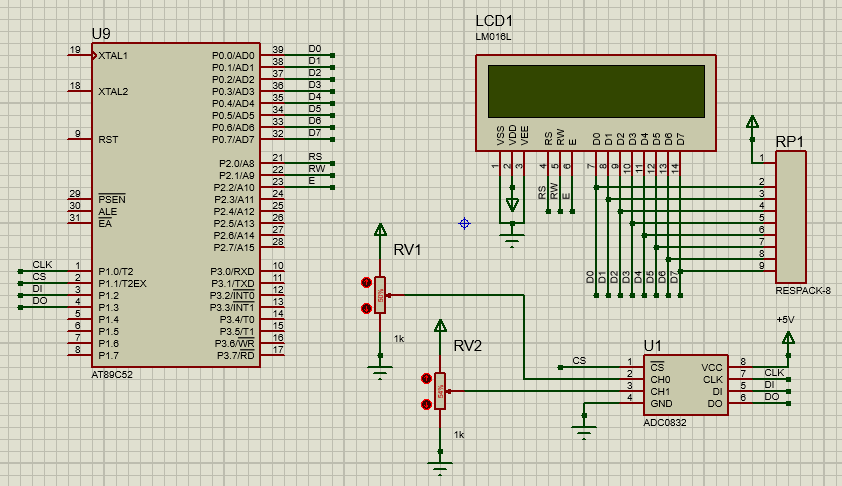 U9
19 XTAL1 P0.0/AD0 39 D0
P0.1/AD1 38 D1
P0.2/AD2 37 D2
18 XTAL2 P0.3/AD3 36 D3
P0.4/AD4 35 D4
P0.5/AD5 34 D5
P0.6/AD6 33 D6
9 RST P0.7/AD7 32 D7
P2.0/A8 21 RS
P2.1/A9 22 RW
P2.2/A10 23 E
29 PSEN P2.3/A11 24
30 ALE P2.4/A12 25
31 EA P2.5/A13 26
P2.6/A14 27
P2.7/A15 28
CLK 1 P1.0/T2 P3.0/RXD 10
CS 2 P1.1/T2EX P3.1/TXD 11
DI 3 P1.2 P3.2/INT0 12
DO 4 P1.3 P3.3/INT1 13
5 P1.4 P3.4/T0 14
6 P1.5 P3.5/T1 15
7 P1.6 P3.6/WR 16
8 P1.7 P3.7/RD 17
AT89C52
LCD1
LM016L
VSS VDD VEE RS RW E D0 D1 D2 D3 D4 D5 D6 D7
1 2 3 4 5 6 7 8 9 10 11 12 13 14
RS RW E
D0 D1 D2 D3 D4 D5 D6 D7
RP1
1
2
3
4
5
6
7
8
9
RESPACK-8
RV1
50%
1k
RV2
1k
U1
+5V
CS 1 CS VCC 8
2 CH0 CLK 7 CLK
3 CH1 DI 5 DI
4 GND DO 6 DO
ADC0832